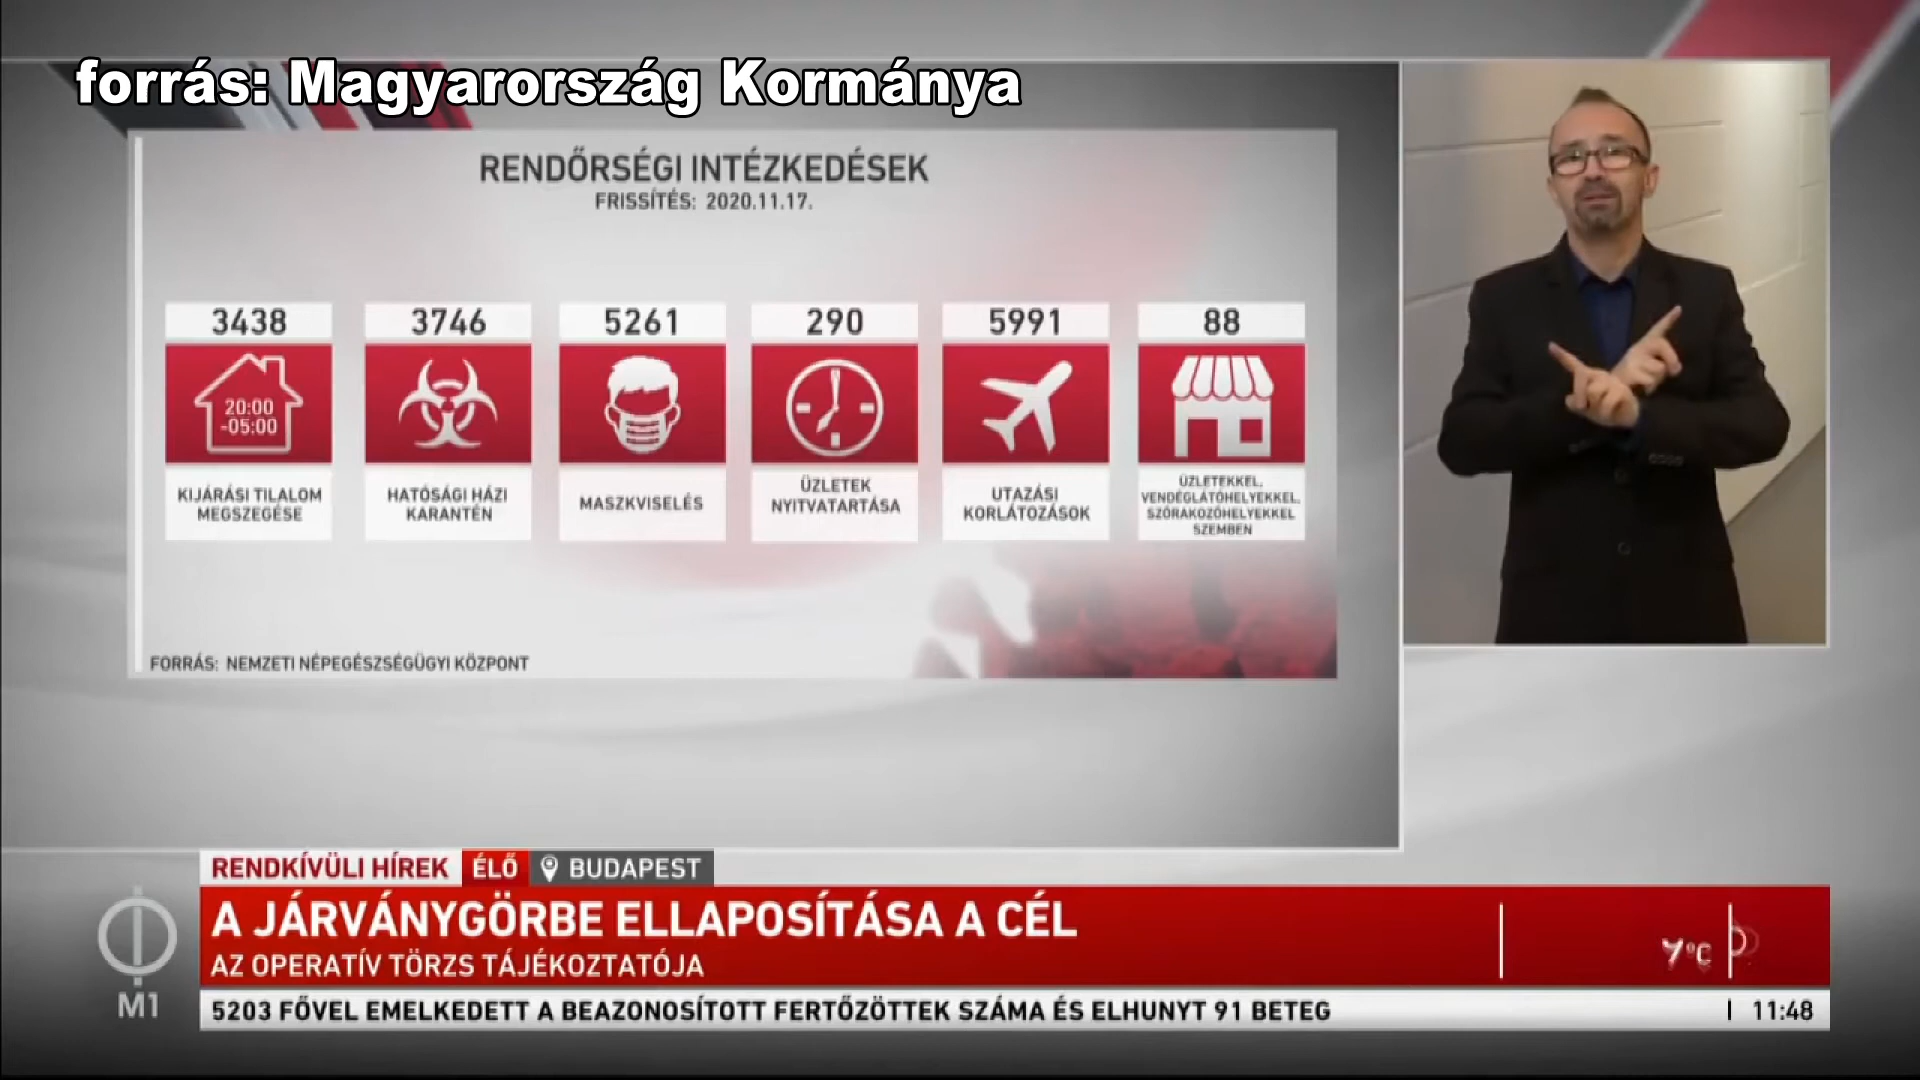 forrás: Magyarország Kormánya
RENDŐRSÉGI INTÉZKEDÉSEK
FRISSÍTÉS: 2020.11.17.
3438
20:00
-05:00
KIJÁRÁSI TILALOM
MEGSZEGÉSE
3746
HATÓSÁGI HÁZI
KARANTÉN
5261
MASZKVISELÉS
290
ÜZLETEK
NYITVATARTÁSA
5991
UTAZÁSI
KORLÁTOZÁSOK
88
ÜZLETEKKEL,
VENDÉGLÁTÓHELYEKKEL,
SZÓRAKOZÓHELYEKKEL
SZEMBEN
FORRÁS: NEMZETI NÉPEGÉSZSÉGÜGYI KÖZPONT
RENDKÍVÜLI HÍREK ÉLŐ BUDAPEST
A JÁRVÁNYGÖRBE ELLAPOSÍTÁSA A CÉL
AZ OPERATÍV TÖRZS TÁJÉKOZTATÓJA
°C
M1
5203 FŐVEL EMELKEDETT A BEAZONOSÍTOTT FERTŐZÖTTEK SZÁMA ÉS ELHUNYT 91 BETEG
11:48